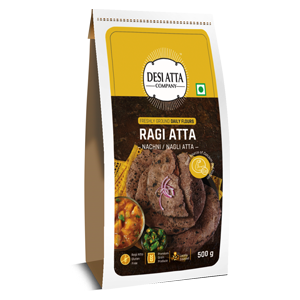 DESI ATTA
COMPANY
FRESHLY GROUND DAILY FLOURS
RAGI ATTA
NACHNI / NAGLI ATTA
500 g